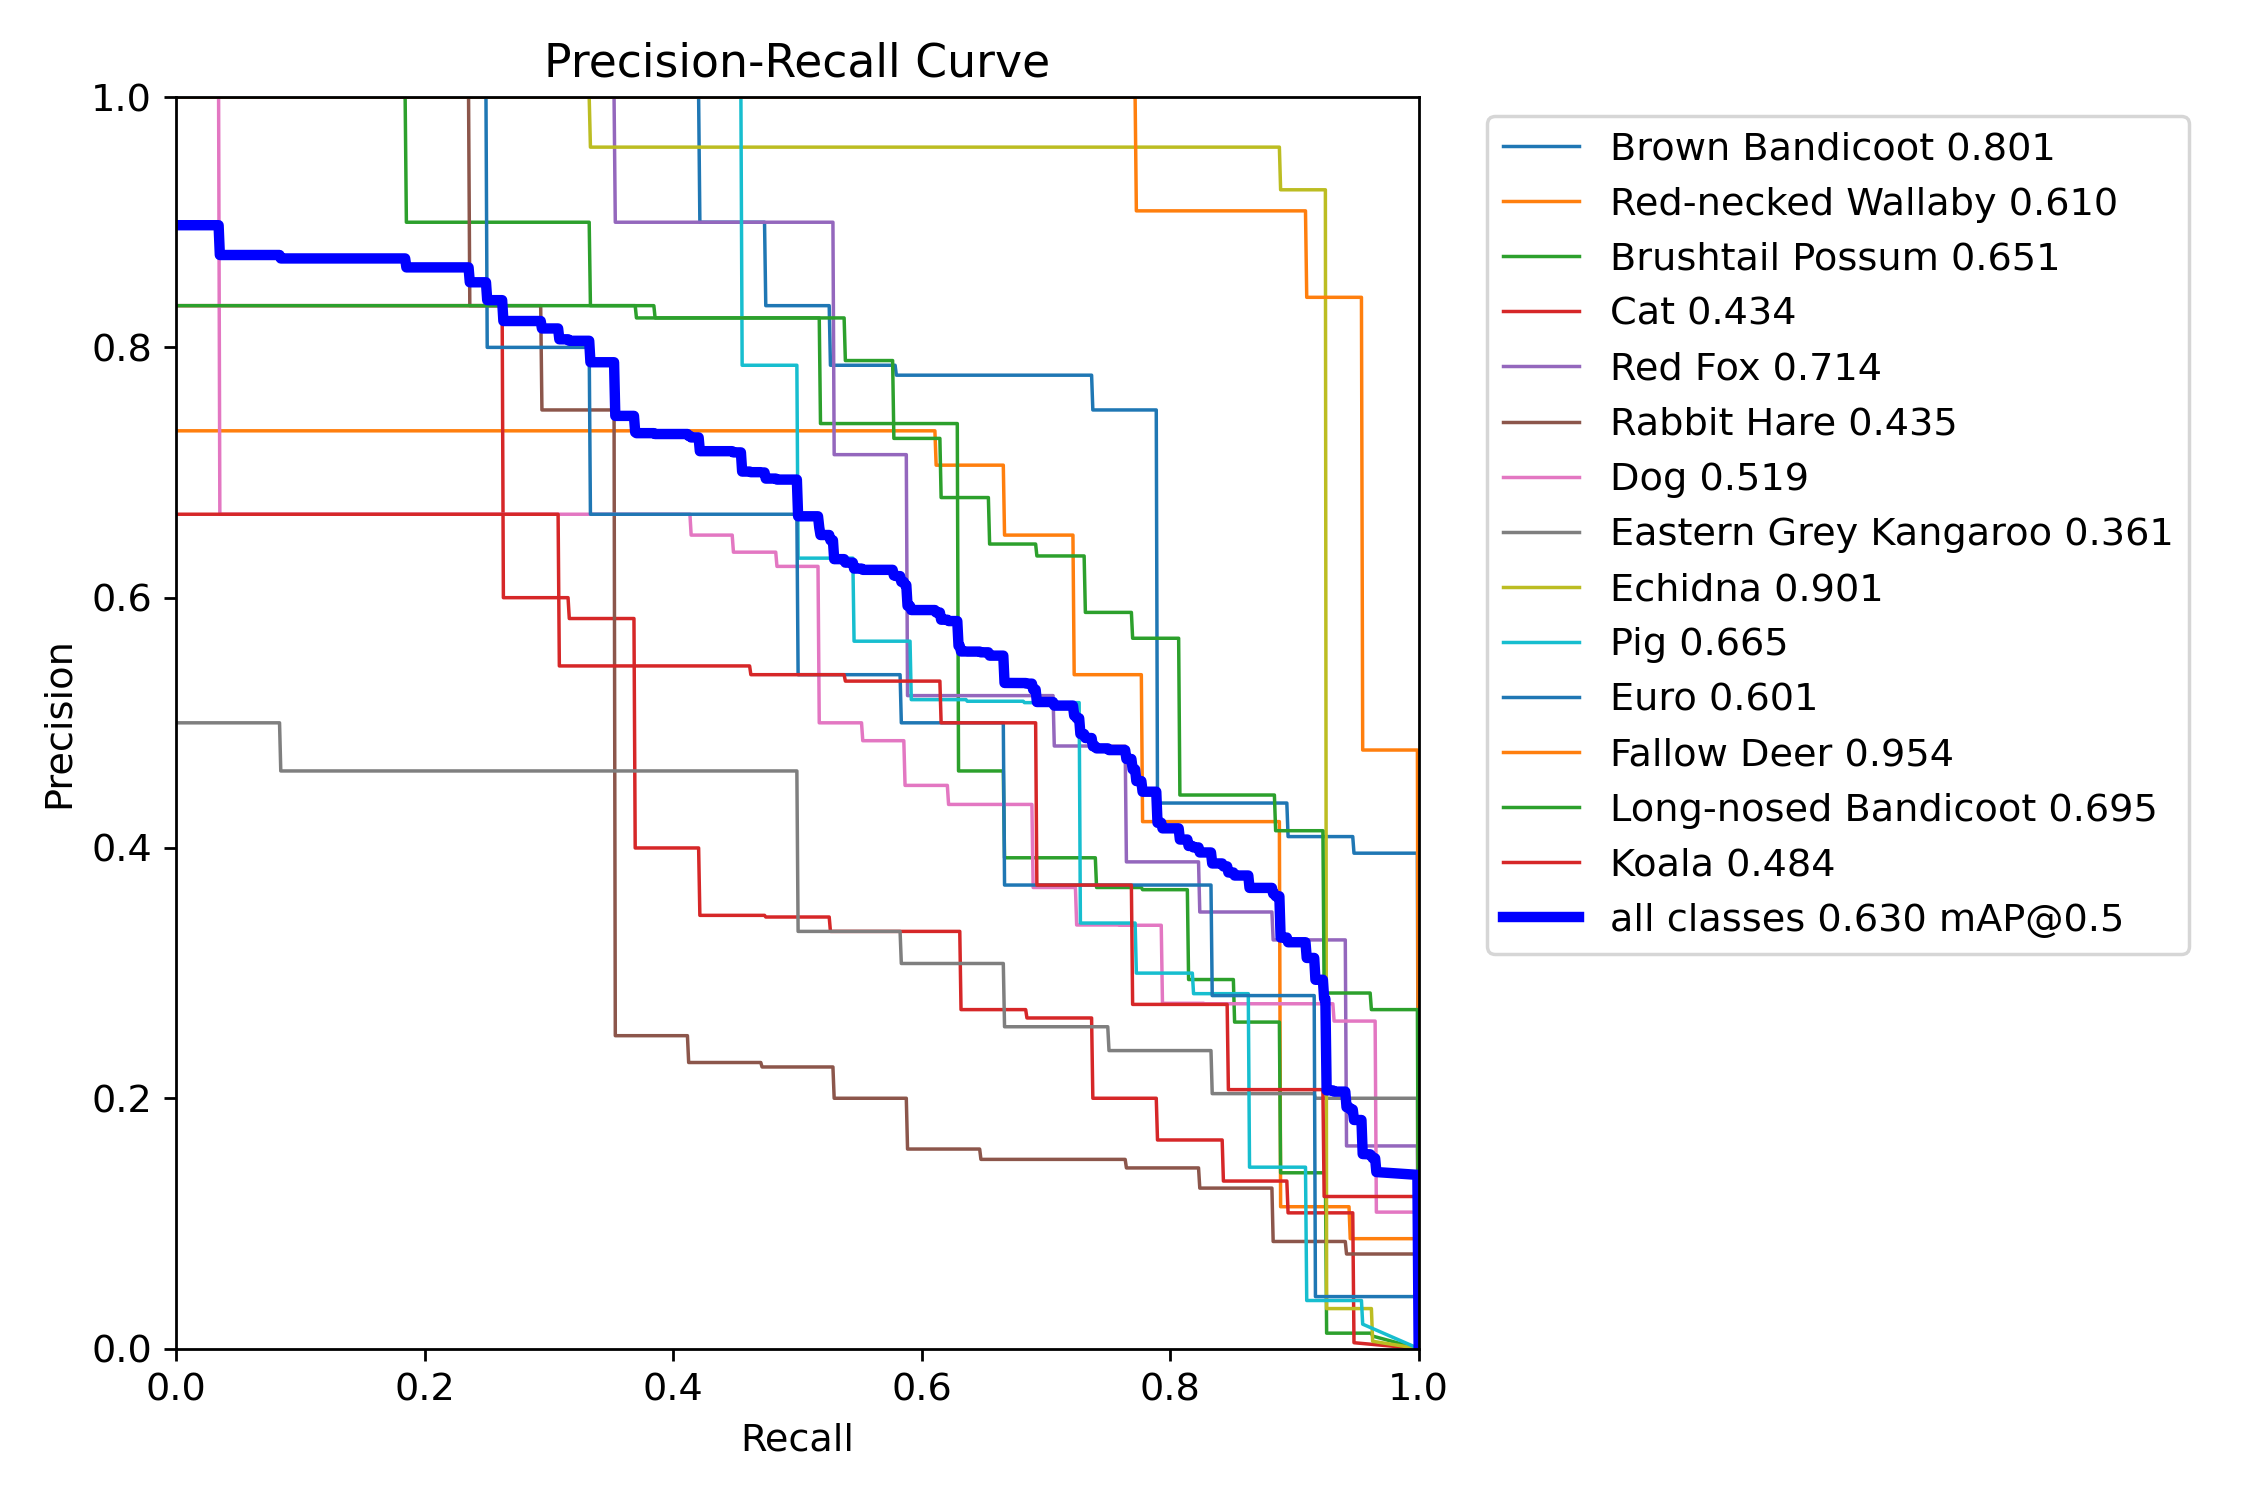 Precision-Recall Curve
1.0
0.8
0.6
0.4
0.2
0.0
Precision
0.0 0.2 0.4 0.6 0.8 1.0
Recall
Brown Bandicoot 0.801
Red-necked Wallaby 0.610
Brushtail Possum 0.651
Cat 0.434
Red Fox 0.714
Rabbit Hare 0.435
Dog 0.519
Eastern Grey Kangaroo 0.361
Echidna 0.901
Pig 0.665
Euro 0.601
Fallow Deer 0.954
Long-nosed Bandicoot 0.695
Koala 0.484
all classes 0.630 mAP@0.5